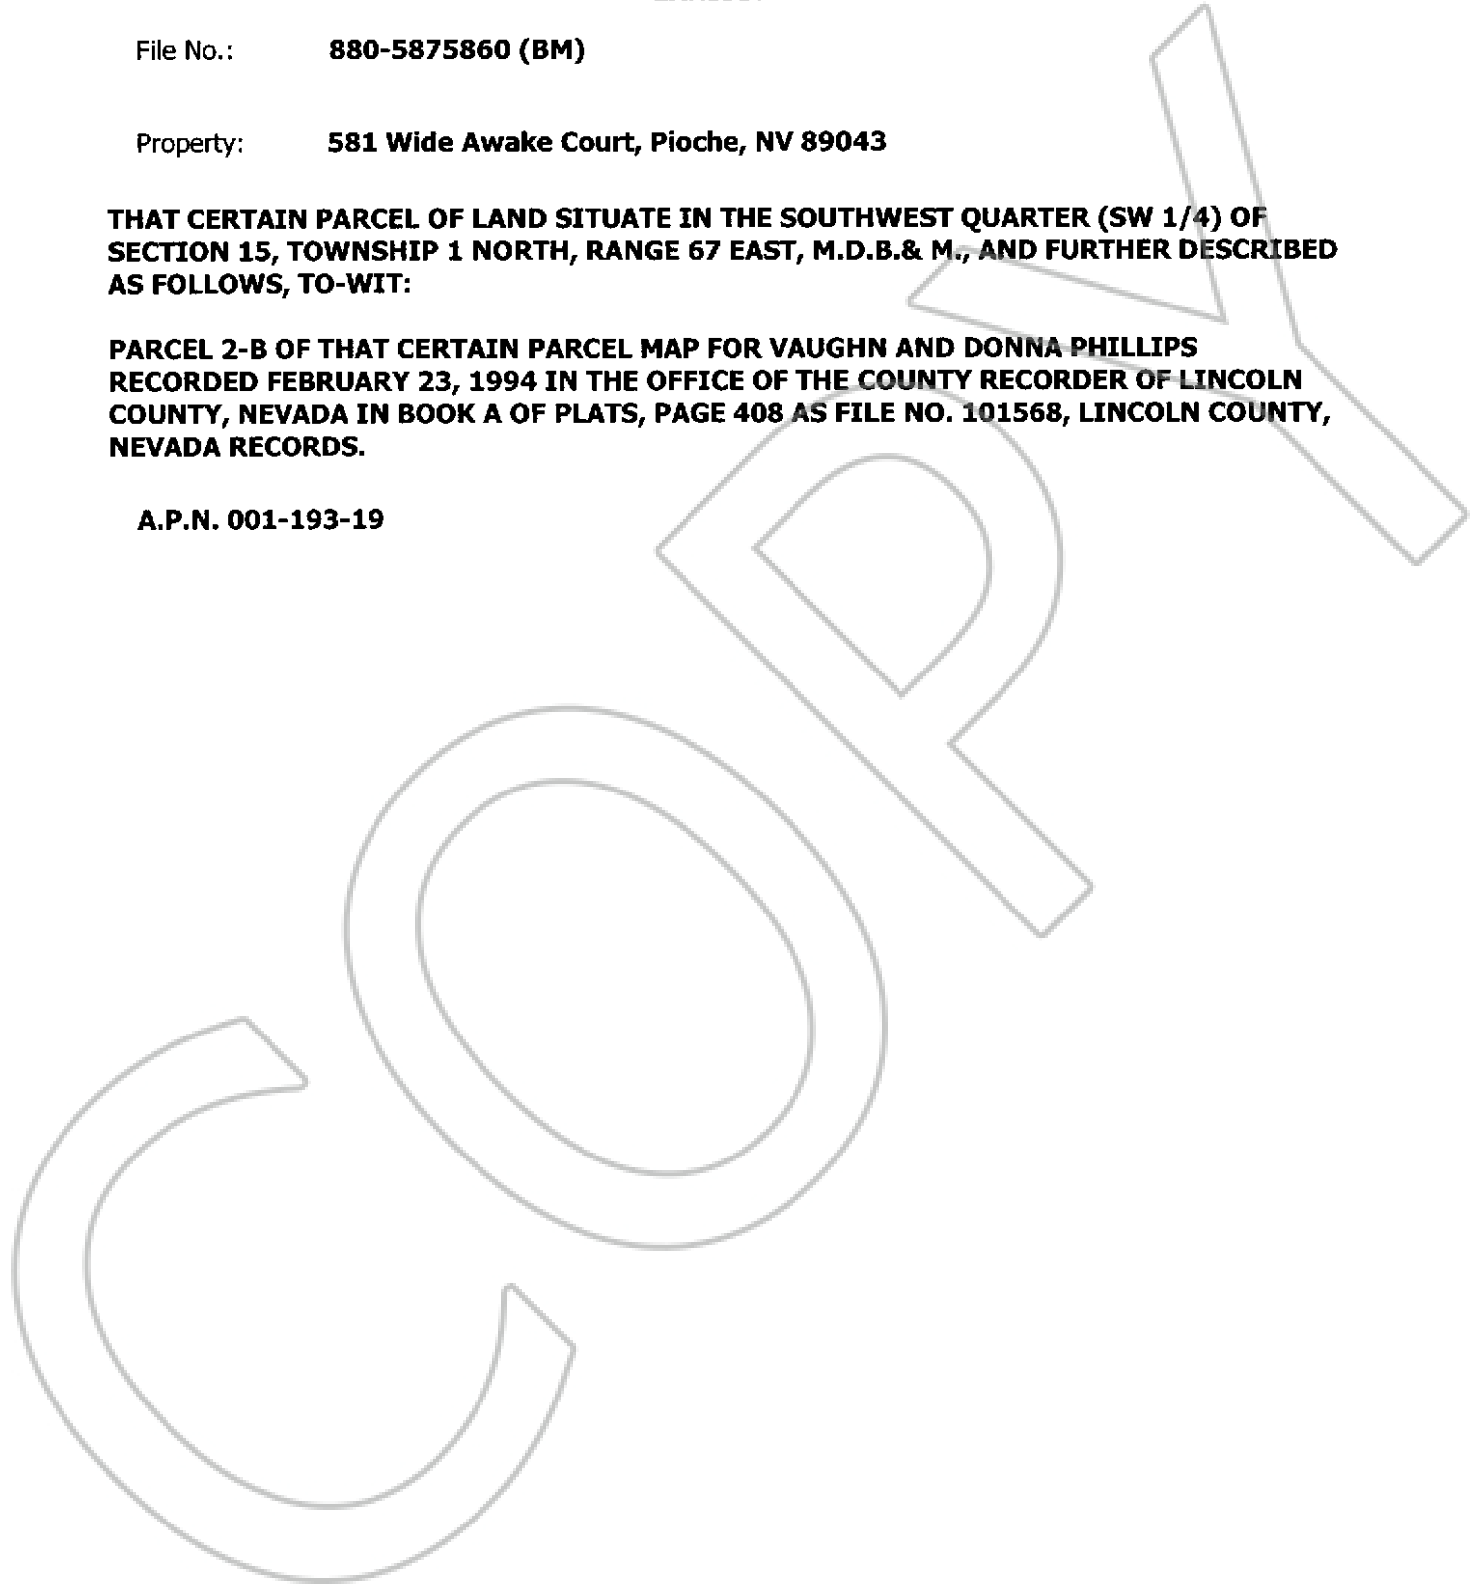 File No.: 880-5875860 (BM)
Property: 581 Wide Awake Court, Pioche, NV 89043
THAT CERTAIN PARCEL OF LAND SITUATE IN THE SOUTHWEST QUARTER (SW 1/4) OF
SECTION 15, TOWNSHIP 1 NORTH, RANGE 67 EAST, M.D.B.& M., AND FURTHER DESCRIBED
AS FOLLOWS, TO-WIT:
PARCEL 2-B OF THAT CERTAIN PARCEL MAP FOR VAUGHN AND DONNA PHILLIPS
RECORDED FEBRUARY 23, 1994 IN THE OFFICE OF THE COUNTY RECORDER OF LINCOLN
COUNTY, NEVADA IN BOOK A OF PLATS, PAGE 408 AS FILE NO. 101568, LINCOLN COUNTY,
NEVADA RECORDS.
A.P.N. 001-193-19
COPY